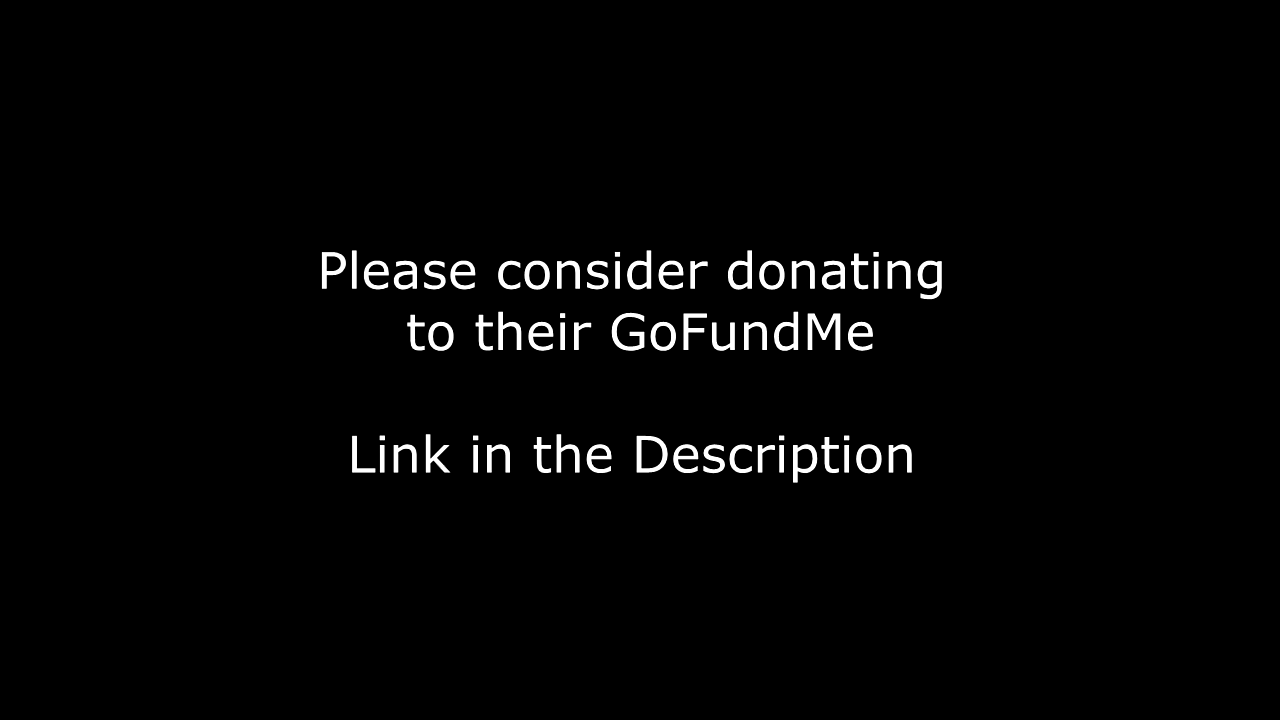 Please consider donating
to their GoFundMe
Link in the Description